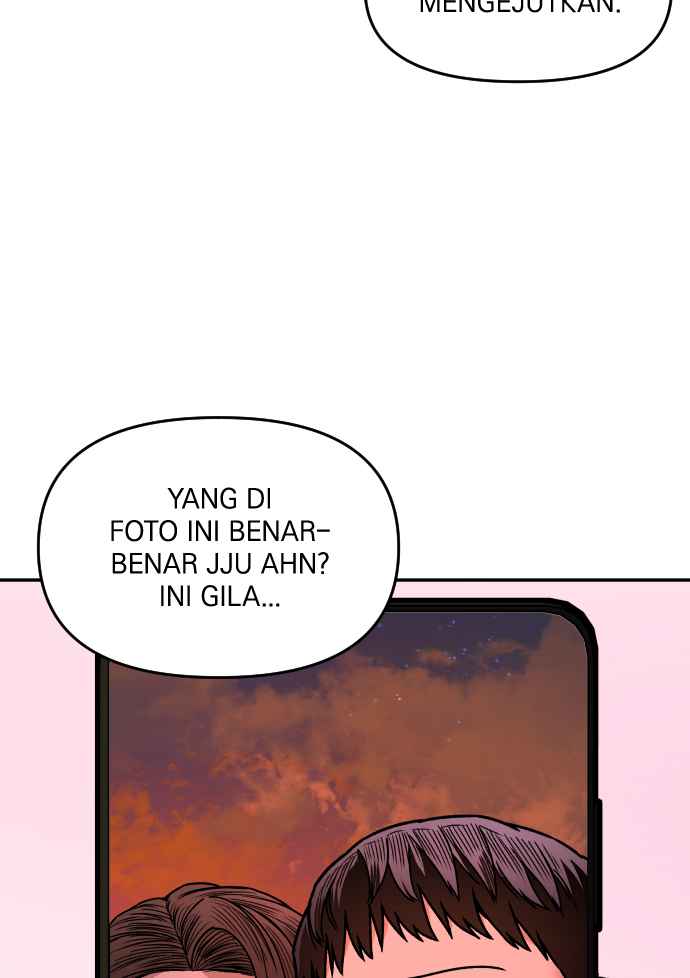 MENGEJUTKAN.
YANG DI
FOTO INI BENAR-
BENAR JJU AHN?
INI GILA...